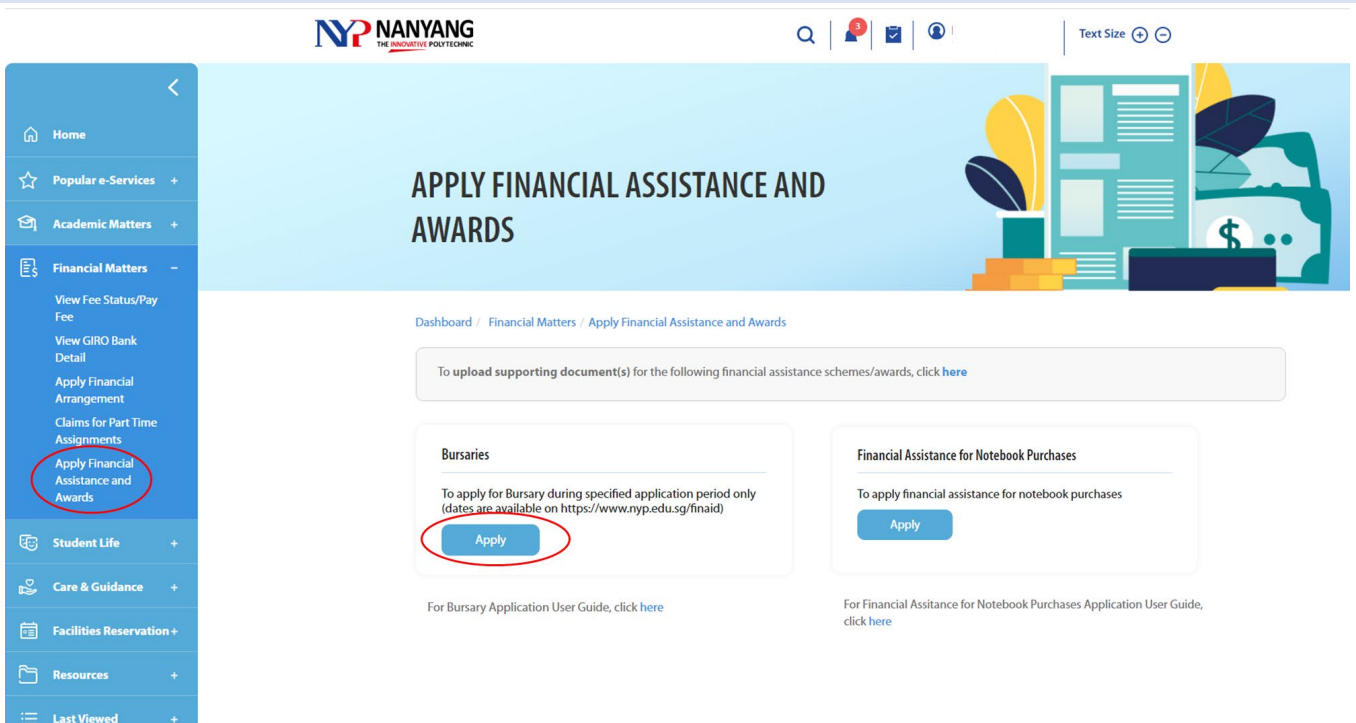 NYP NANYANG
THE INNOVATIVE POLYTECHNIC
3
Text Size
Home
Popular e-Services +
Academic Matters +
Financial Matters –
View Fee Status/Pay
Fee
View GIRO Bank
Detail
Apply Financial
Arrangement
Claims for Part Time
Assignments
Apply Financial
Assistance and
Awards
Student Life +
Care & Guidance +
Facilities Reservation +
Resources +
Last Viewed +
APPLY FINANCIAL ASSISTANCE AND
AWARDS
$
Dashboard / Financial Matters / Apply Financial Assistance and Awards
To upload supporting document(s) for the following financial assistance schemes/awards, click here
Bursaries
To apply for Bursary during specified application period only
(dates are available on https://www.nyp.edu.sg/finaid)
Apply
For Bursary Application User Guide, click here
Financial Assistance for Notebook Purchases
To apply financial assistance for notebook purchases
Apply
For Financial Assitance for Notebook Purchases Application User Guide,
click here